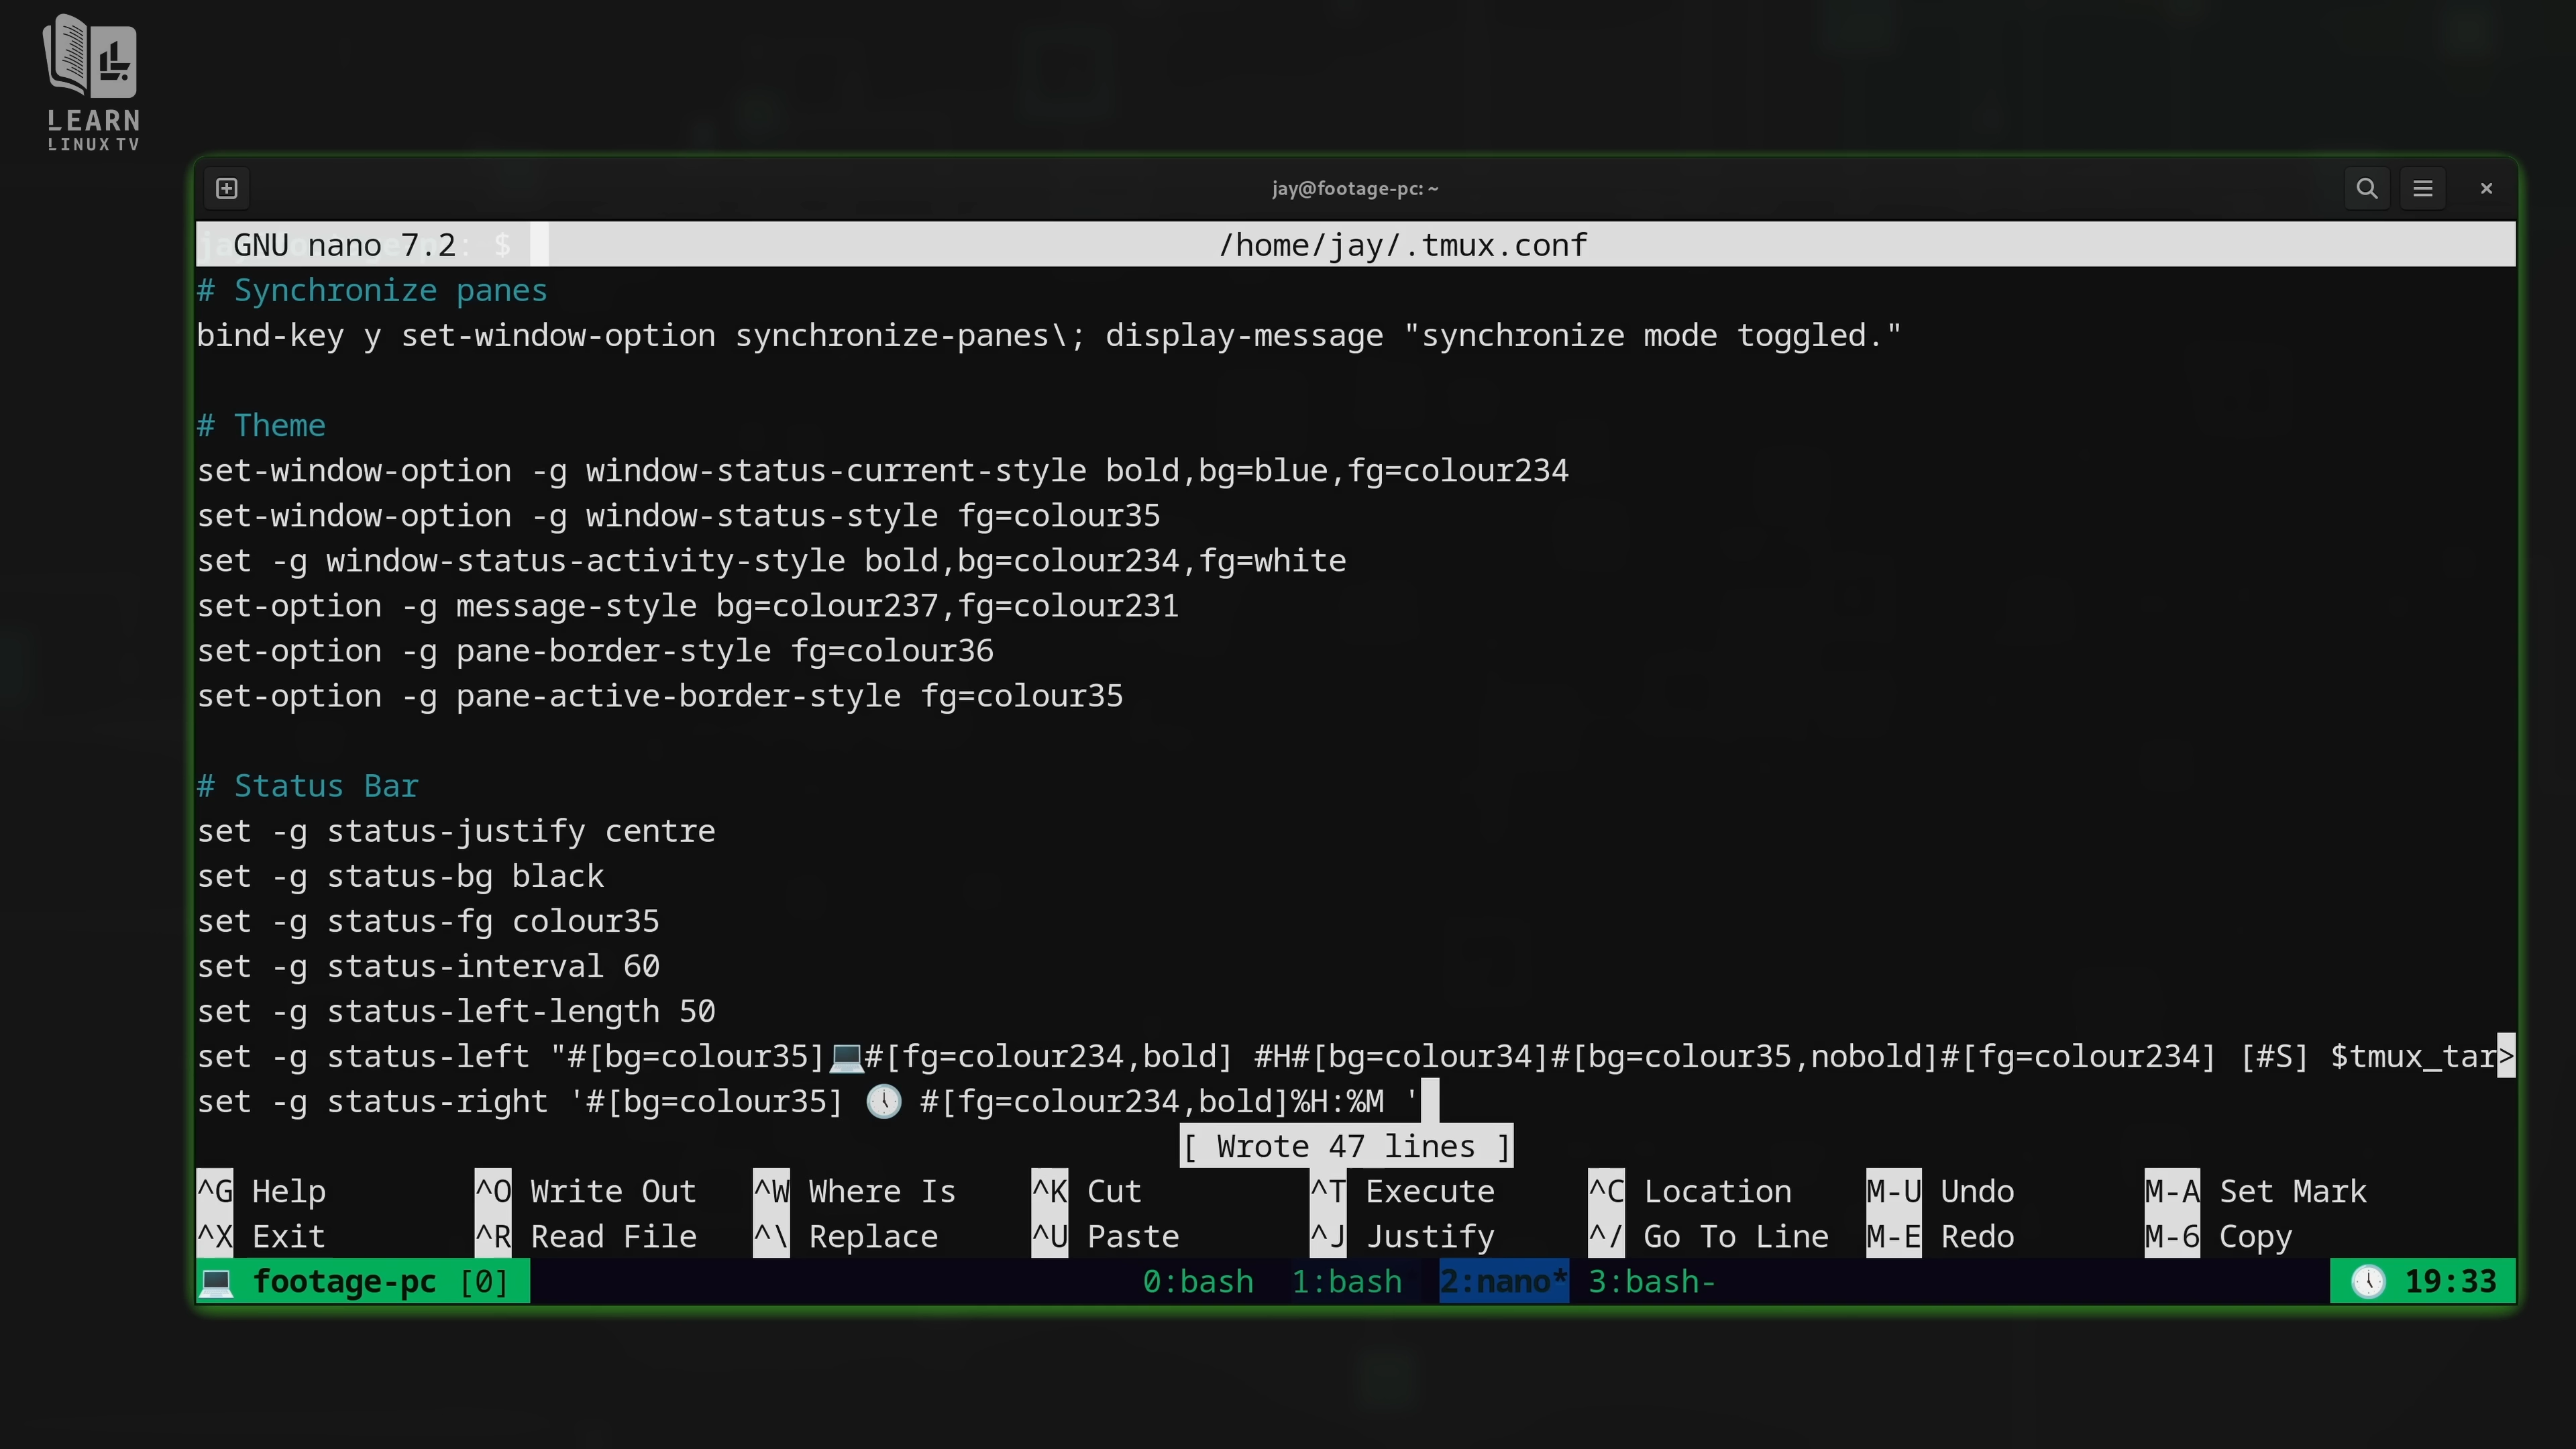 LEARN
LINUX TV
jay@footage-pc: ~
GNU nano 7.2 $ /home/jay/.tmux.conf
# Synchronize panes
bind-key y set-window-option synchronize-panes\; display-message "synchronize mode toggled."
# Theme
set-window-option -g window-status-current-style bold,bg=blue,fg=colour234
set-window-option -g window-status-style fg=colour35
set -g window-status-activity-style bold,bg=colour234,fg=white
set-option -g message-style bg=colour237,fg=colour231
set-option -g pane-border-style fg=colour36
set-option -g pane-active-border-style fg=colour35
# Status Bar
set -g status-justify centre
set -g status-bg black
set -g status-fg colour35
set -g status-interval 60
set -g status-left-length 50
set -g status-left "#[bg=colour35]💻#[fg=colour234,bold] #H#[bg=colour34]#[bg=colour35,nobold]#[fg=colour234] [#S] $tmux_tar>
set -g status-right '#[bg=colour35] 🕔 #[fg=colour234,bold]%H:%M '
[ Wrote 47 lines ]
^G Help ^O Write Out ^W Where Is ^K Cut ^T Execute ^C Location M-U Undo M-A Set Mark
^X Exit ^R Read File ^\ Replace ^U Paste ^J Justify ^/ Go To Line M-E Redo M-6 Copy
💻 footage-pc [0] 0:bash 1:bash 2:nano* 3:bash- 🕔 19:33